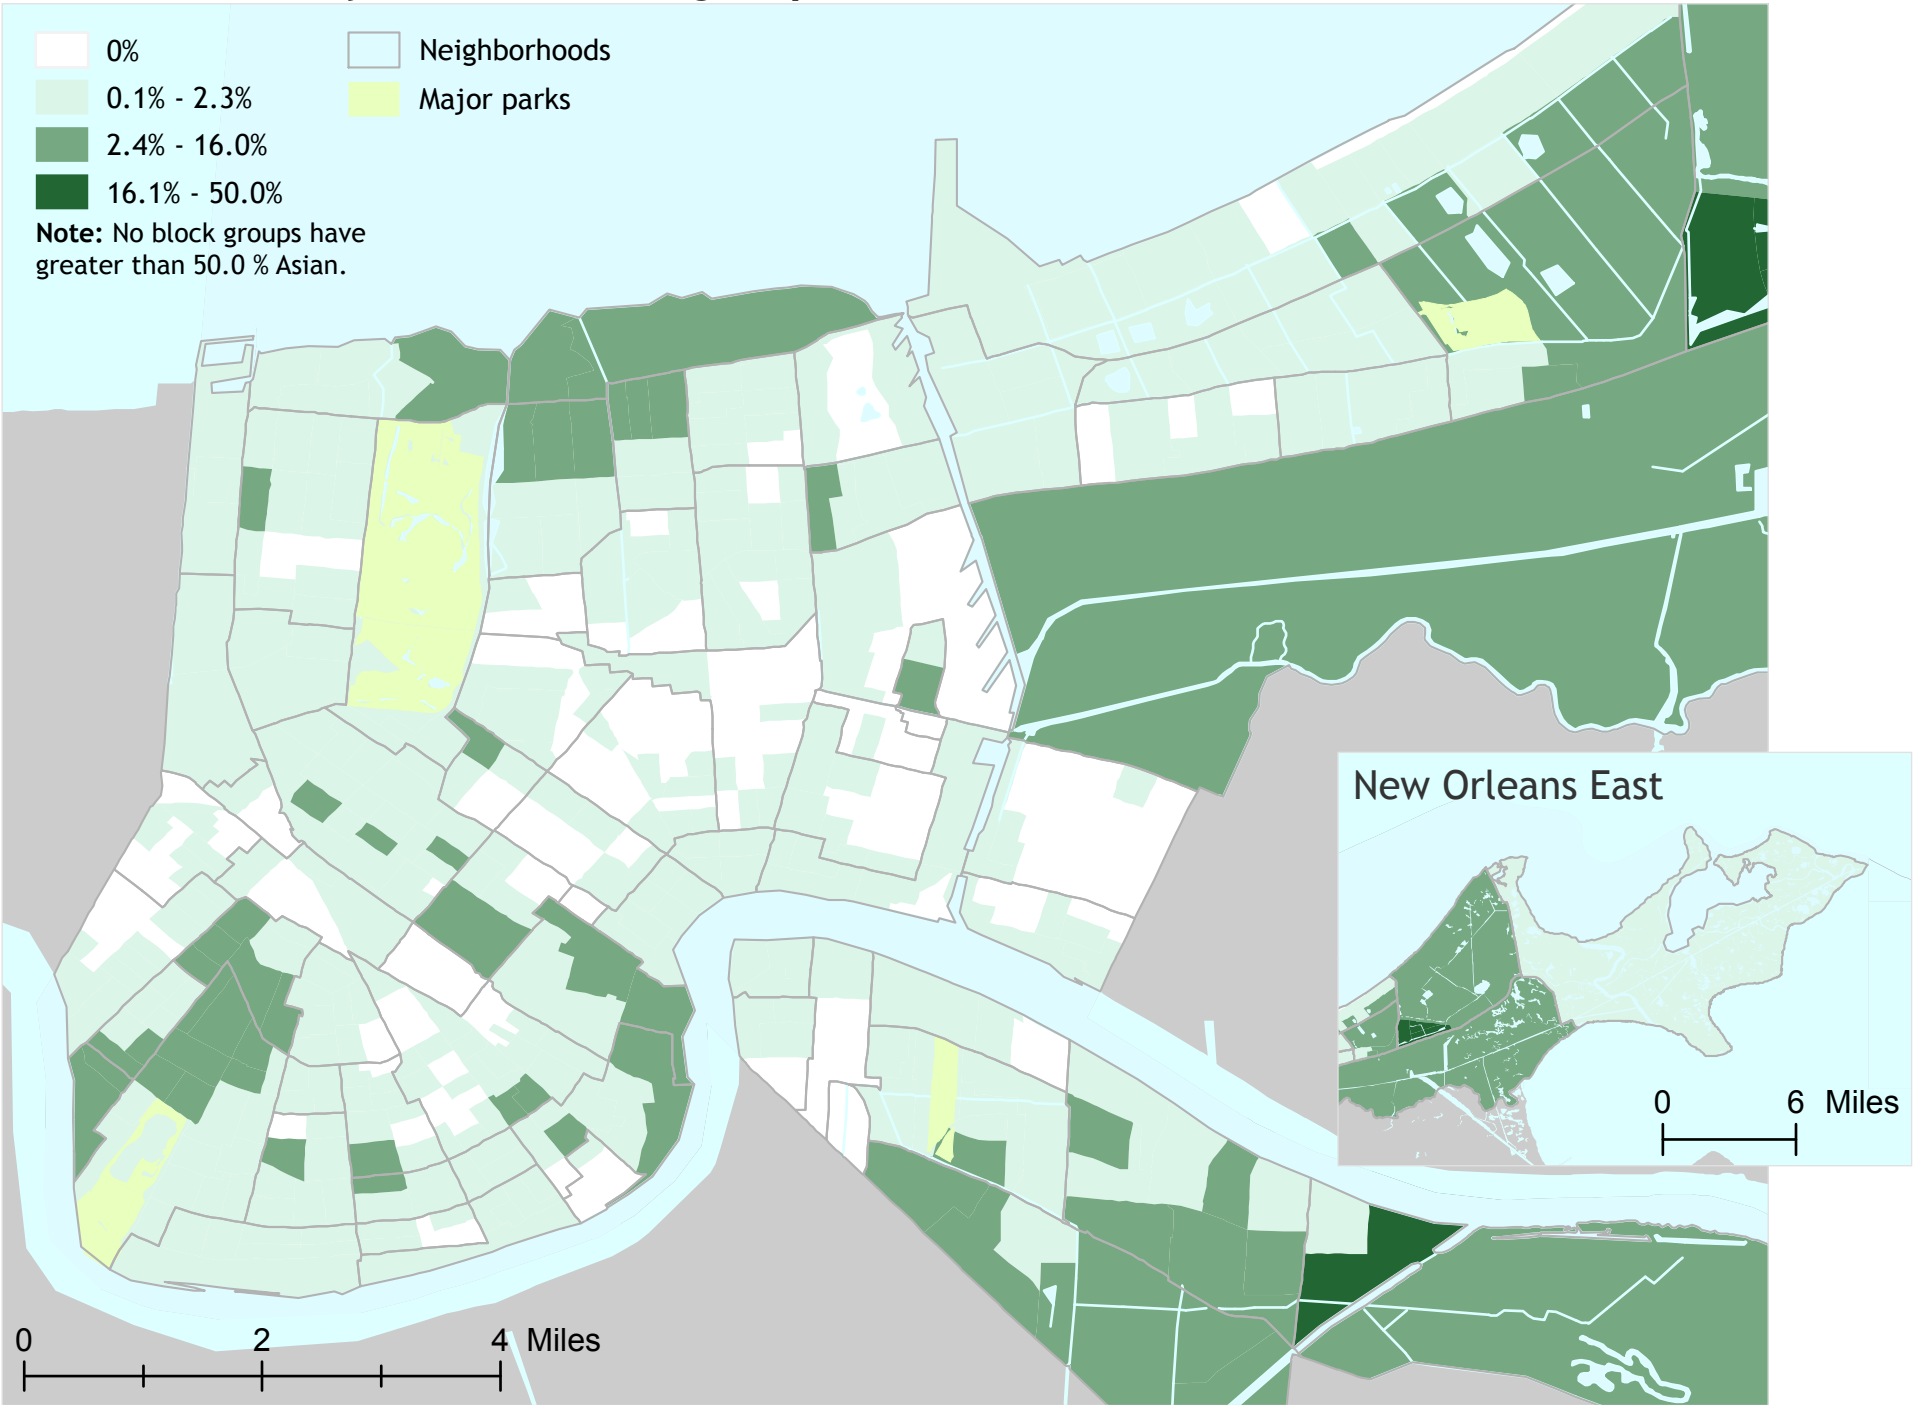 0%
0.1% - 2.3%
2.4% - 16.0%
16.1% - 50.0%
Neighborhoods
Major parks
Note: No block groups have
greater than 50.0 % Asian.
New Orleans East
0 6 Miles
0 2 4 Miles